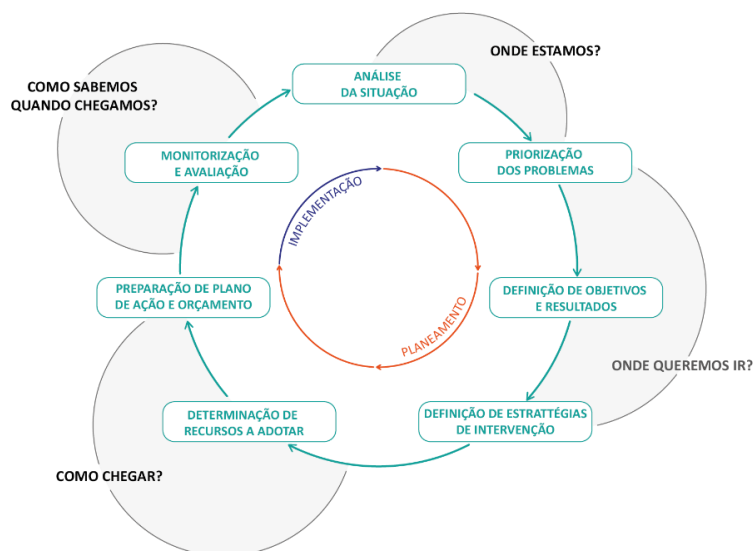 ONDE ESTAMOS?
ANÁLISE
DA SITUAÇÃO
COMO SABEMOS
QUANDO CHEGAMOS?
MONITORIZAÇÃO
E AVALIAÇÃO
PRIORIZAÇÃO
DOS PROBLEMAS
IMPLEMENTAÇÃO
PREPARAÇÃO DE PLANO
DE AÇÃO E ORÇAMENTO
DEFINIÇÃO DE OBJETIVOS
E RESULTADOS
PLANEAMENTO
ONDE QUEREMOS IR?
DETERMINAÇÃO DE
RECURSOS A ADOTAR
DEFINIÇÃO DE ESTRATTÉGIAS
DE INTERVENÇÃO
COMO CHEGAR?